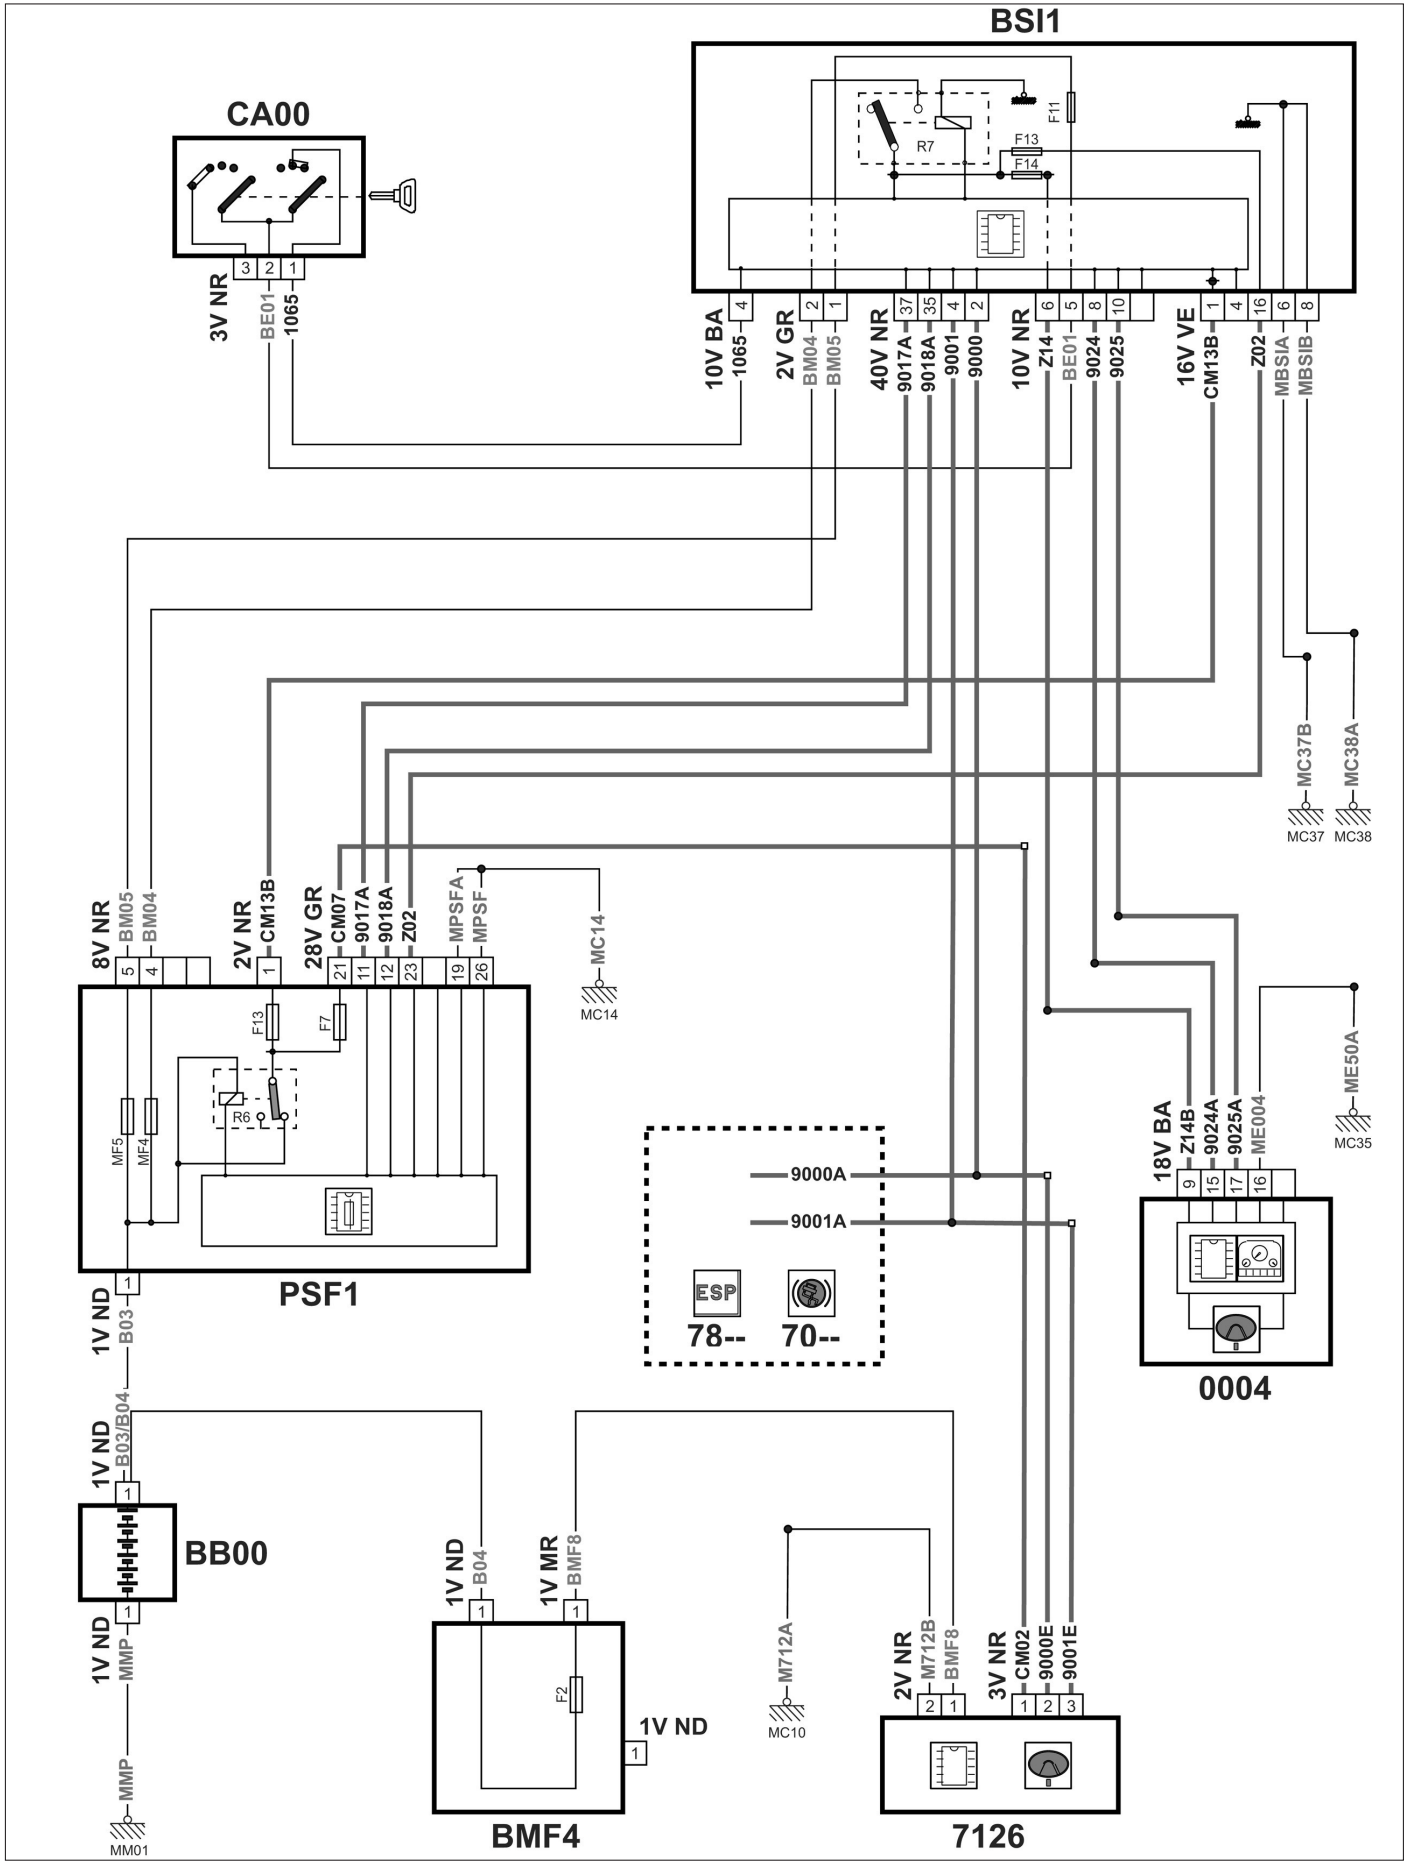 BSI1
CA00
F11
F13
R7
F14
3 2 1
3V NR
BE01
1065
4
2 1
37 35 4 2
6 5 8 10
1 4 16 6 8
10V BA
1065
2V GR
BM04
BM05
40V NR
9017A
9018A
9001
9000
10V NR
Z14
BE01
9024
9025
16V VE
CM13B
Z02
MBSIA
MBSIB
MC37B
MC38A
MC37
MC38
8V NR
BM05
BM04
2V NR
CM13B
28V GR
CM07
9017A
9018A
Z02
MPSFA
MPSF
MC14
5 4
1
21 11 12 23 19 26
MC14
F13
F7
R6
MF5
MF4
ME50A
MC35
18V BA
Z14B
9024A
9025A
ME004
9 15 17 16
9000A
9001A
1
PSF1
ESP
78--
70--
1V ND
B03
0004
1V ND
B03/B04
1
BB00
1
1V ND
MMP
MMP
MM01
1V ND
B04
1V MR
BMF8
1
1
F2
1V ND
1
BMF4
M712A
MC10
2V NR
M712B
BMF8
3V NR
CM02
9000E
9001E
2 1
1 2 3
7126